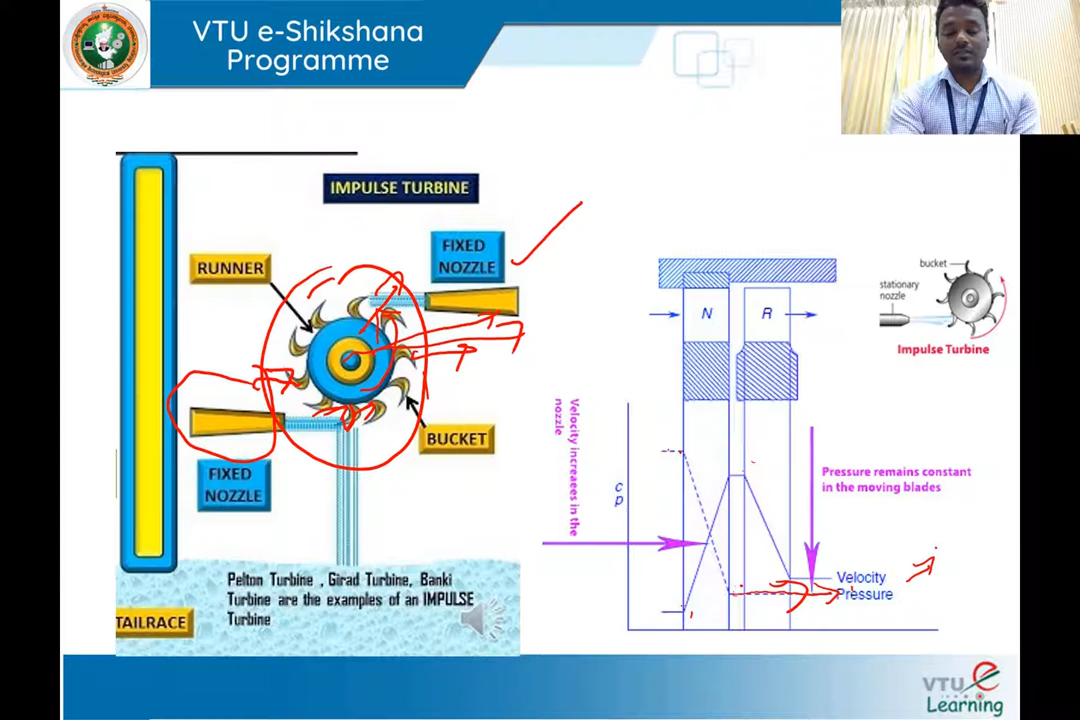 VTU e-Shikshana
Programme
IMPULSE TURBINE
FIXED
NOZZLE
RUNNER
BUCKET
FIXED
NOZZLE
Pelton Turbine , Girad Turbine, Banki
Turbine are the examples of an IMPULSE
Turbine
TAILRACE
bucket
stationary
nozzle
Impulse Turbine
N
R
Velocity increaees in the
nozzle
c
p
Pressure remains constant
in the moving blades
Velocity
Pressure
VTU e
Learning